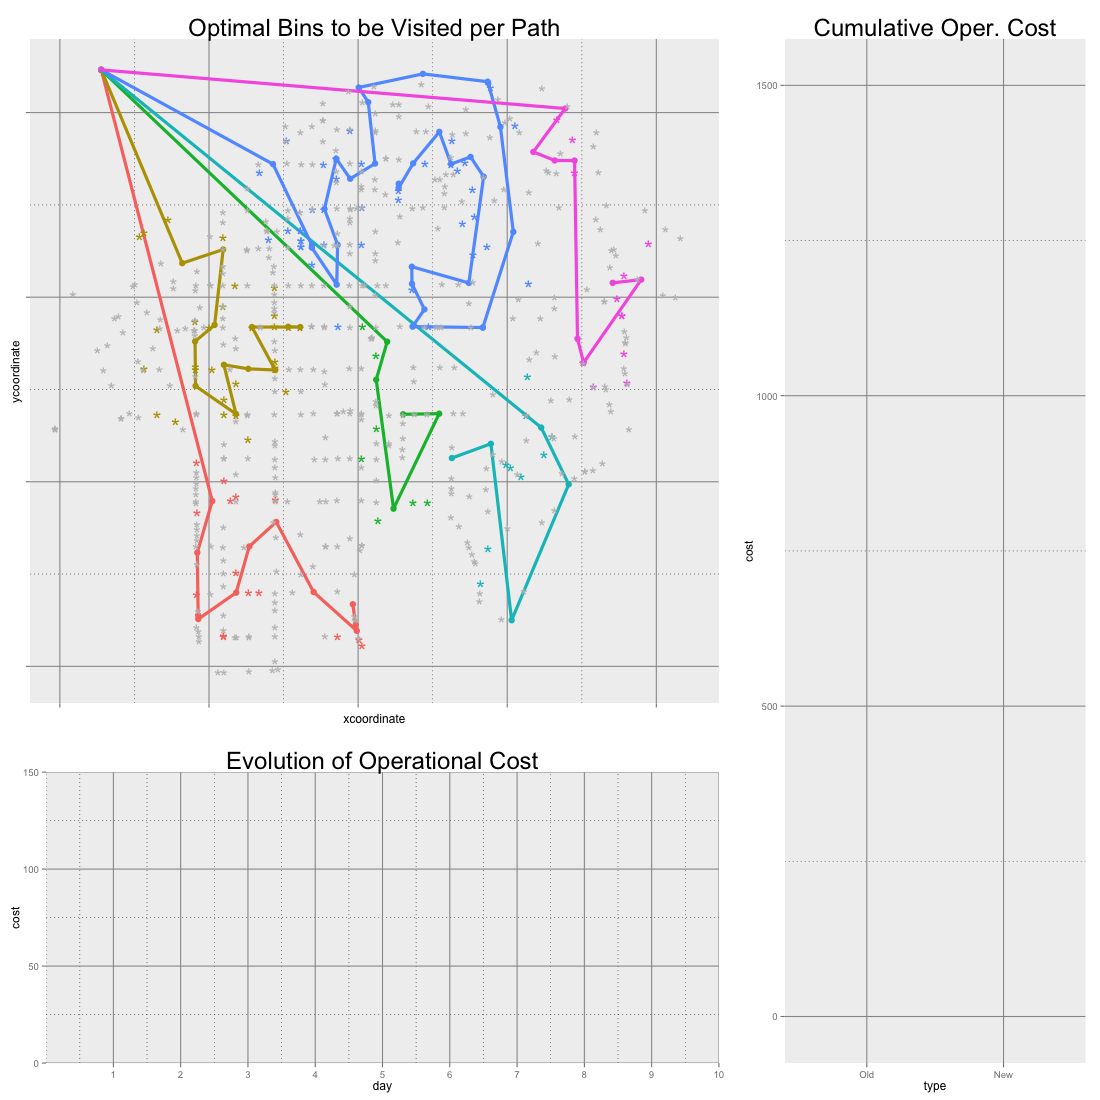 Optimal Bins to be Visited per Path
ycoordinate
xcoordinate
Cumulative Oper. Cost
1500
1000
500
0
cost
Old New
type
Evolution of Operational Cost
150
100
50
0
cost
1 2 3 4 5 6 7 8 9 10
day